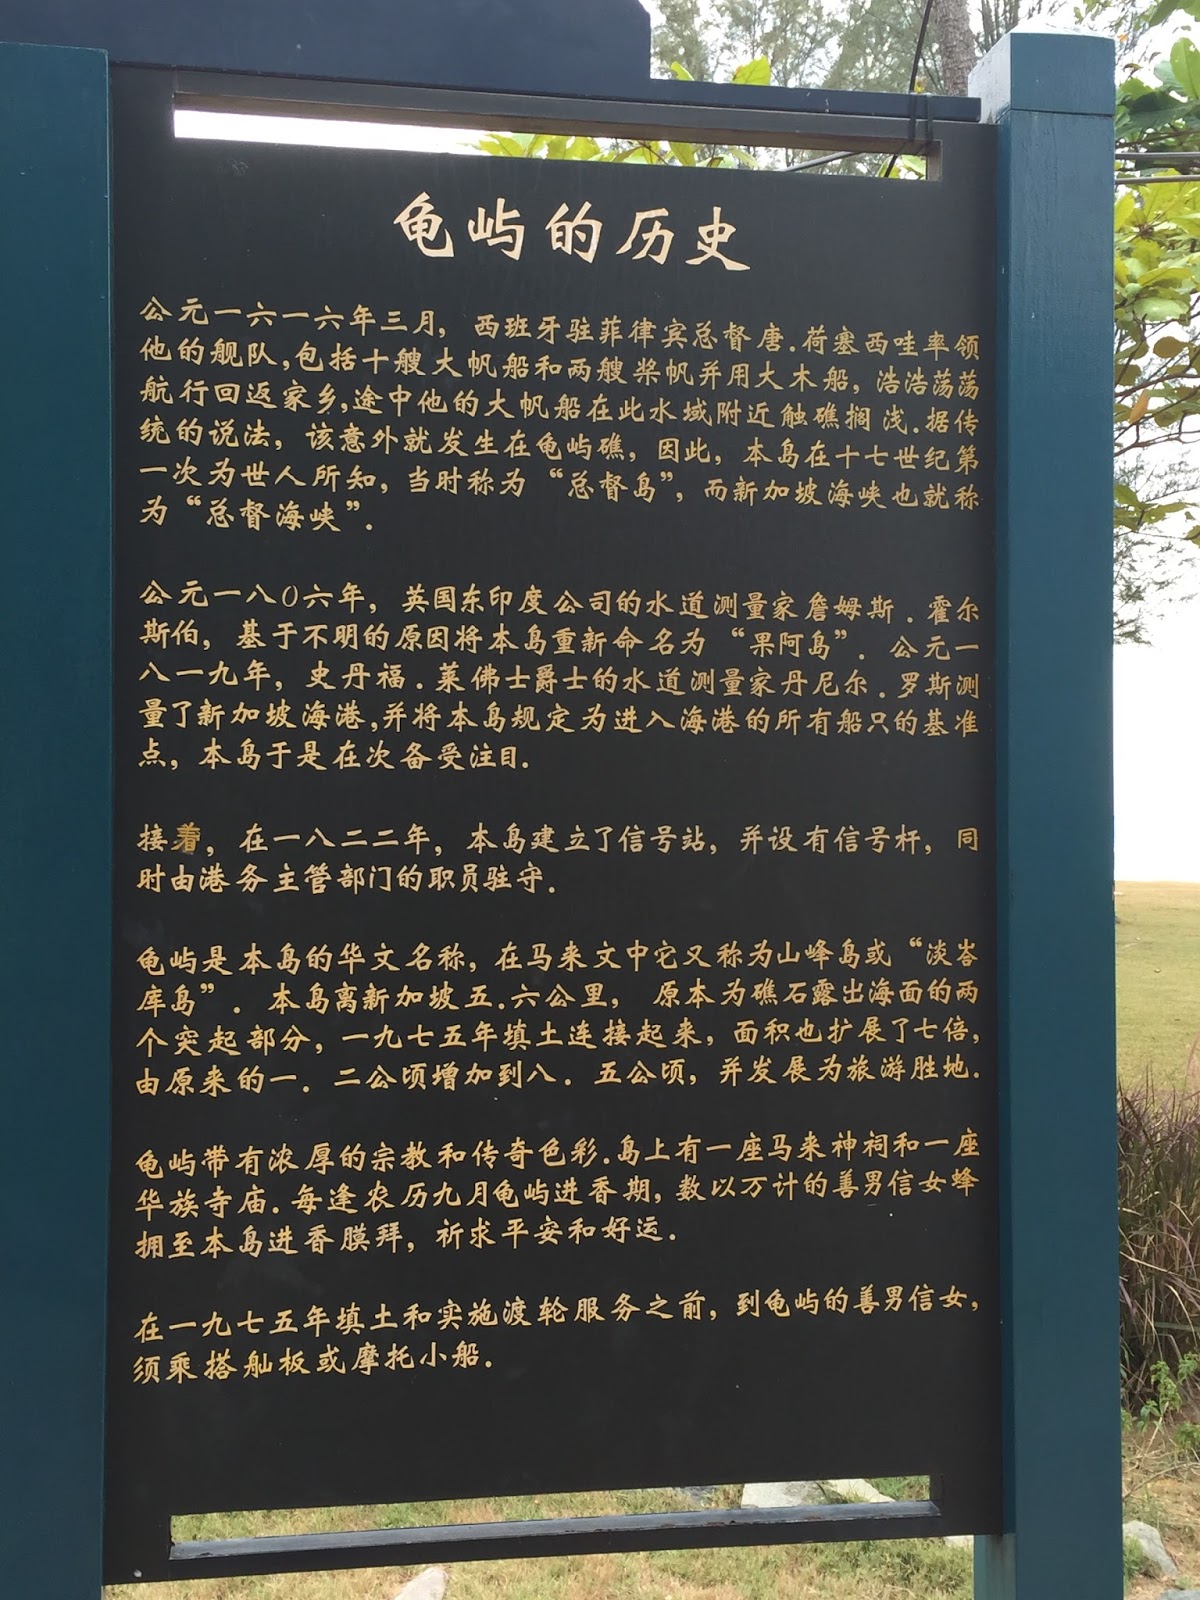 龟屿的历史
公元一六一六年三月，西班牙驻菲律宾总督唐.荷塞西哇率领
他的舰队,包括十艘大帆船和两艘桨帆并用大木船，浩浩荡荡
航行回返家乡,途中他的大帆船在此水域附近触礁搁浅.据传
统的说法，该意外就发生在龟屿礁，因此，本岛在十七世纪第
一次为世人所知，当时称为“总督岛”，而新加坡海峡也就称
为“总督海峡”.
公元一八0六年，英国东印度公司的水道测量家詹姆斯.霍尔
斯伯，基于不明的原因将本岛重新命名为“果阿岛”.公元一
八一九年，史丹福.莱佛士爵士的水道测量家丹尼尔.罗斯测
量了新加坡海港,并将本岛规定为进入海港的所有船只的基准
点，本岛于是在次备受注目.
接着，在一八二二年，本岛建立了信号站，并设有信号杆，同
时由港务主管部门的职员驻守.
龟屿是本岛的华文名称，在马来文中它又称为山峰岛或“淡峇
库岛”.本岛离新加坡五.六公里，原本为礁石露出海面的两
个突起部分，一九七五年填土连接起来，面积也扩展了七倍，
由原来的一.二公顷增加到八.五公顷，并发展为旅游胜地.
龟屿带有浓厚的宗教和传奇色彩.岛上有一座马来神祠和一座
华族寺庙.每逢农历九月龟屿进香期，数以万计的善男信女蜂
拥至本岛进香膜拜，祈求平安和好运.
在一九七五年填土和实施渡轮服务之前，到龟屿的善男信女，
须乘搭舢板或摩托小船.